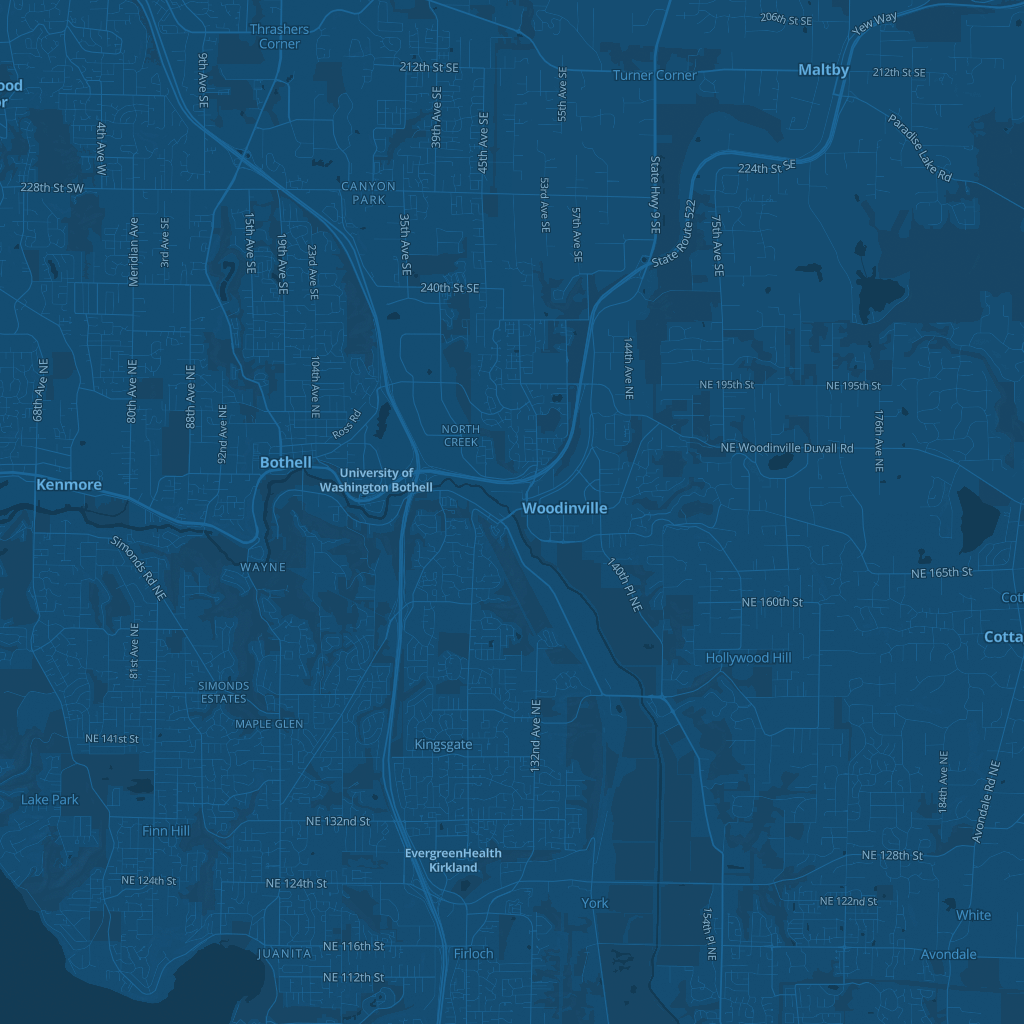 Thrashers
Corner
206th St SE
Yew Way
ood
or
9th Ave SE
212th St SE
55th Ave SE
Turner Corner
Maltby
212th St SE
39th Ave SE
45th Ave SE
4th Ave W
Paradise Lake Rd
228th St SW
CANYON
PARK
53rd Ave SE
57th Ave SE
State Hwy 9 SE
224th St SE
State Route 522
75th Ave SE
Meridian Ave
3rd Ave SE
15th Ave SE
19th Ave SE
23rd Ave SE
35th Ave SE
240th St SE
68th Ave NE
80th Ave NE
88th Ave NE
92nd Ave NE
104th Ave NE
Ross Rd
144th Ave NE
NE 195th St
NE 195th St
176th Ave NE
NORTH
CREEK
NE Woodinville Duvall Rd
Bothell
University of
Washington Bothell
Kenmore
Woodinville
Simonds Rd NE
WAYNE
140th Pl NE
NE 165th St
NE 160th St
Cott
Cotta
81st Ave NE
Hollywood Hill
SIMONDS
ESTATES
MAPLE GLEN
132nd Ave NE
NE 141st St
Kingsgate
184th Ave NE
Avondale Rd NE
Lake Park
Finn Hill
NE 132nd St
EvergreenHealth
Kirkland
NE 128th St
NE 124th St
NE 124th St
York
NE 122nd St
154th Pl NE
White
JUANITA
NE 116th St
Firloch
Avondale
NE 112th St